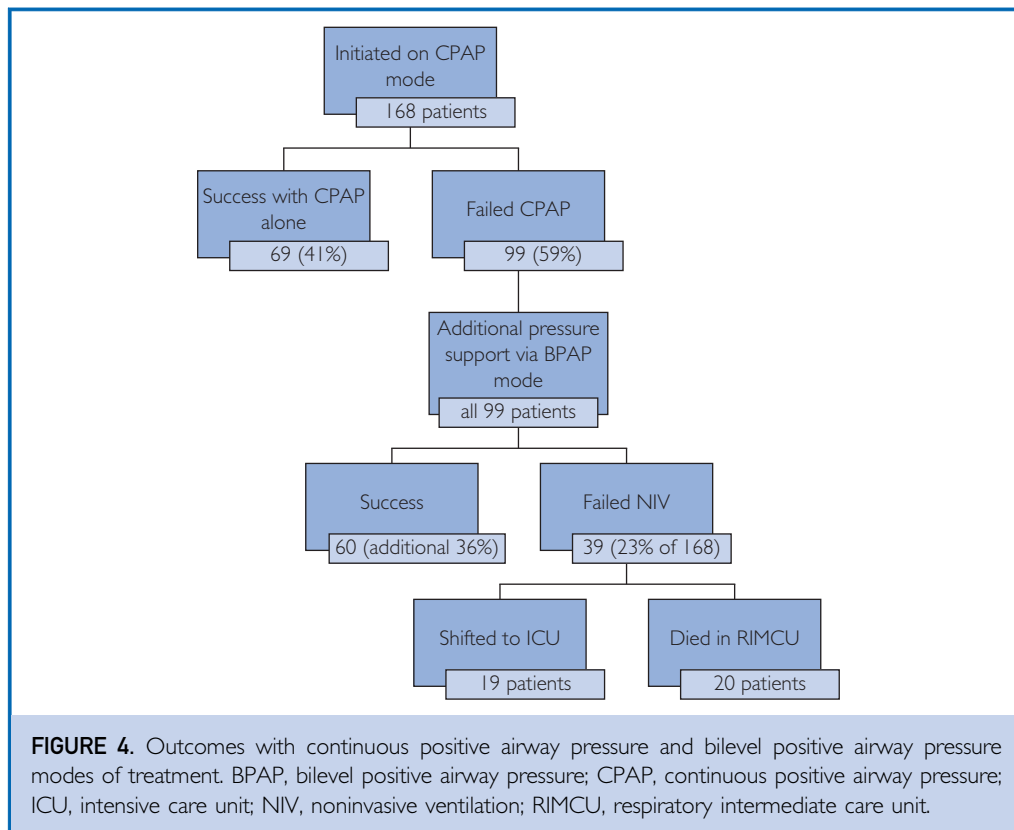 Initiated on CPAP
mode
168 patients
Success with CPAP
alone
69 (41%)
Failed CPAP
99 (59%)
Additional pressure
support via BPAP
mode
all 99 patients
Success
60 (additional 36%)
Failed NIV
39 (23% of 168)
Shifted to ICU
19 patients
Died in RIMCU
20 patients
FIGURE 4. Outcomes with continuous positive airway pressure and bilevel positive airway pressure
modes of treatment. BPAP, bilevel positive airway pressure; CPAP, continuous positive airway pressure;
ICU, intensive care unit; NIV, noninvasive ventilation; RIMCU, respiratory intermediate care unit.